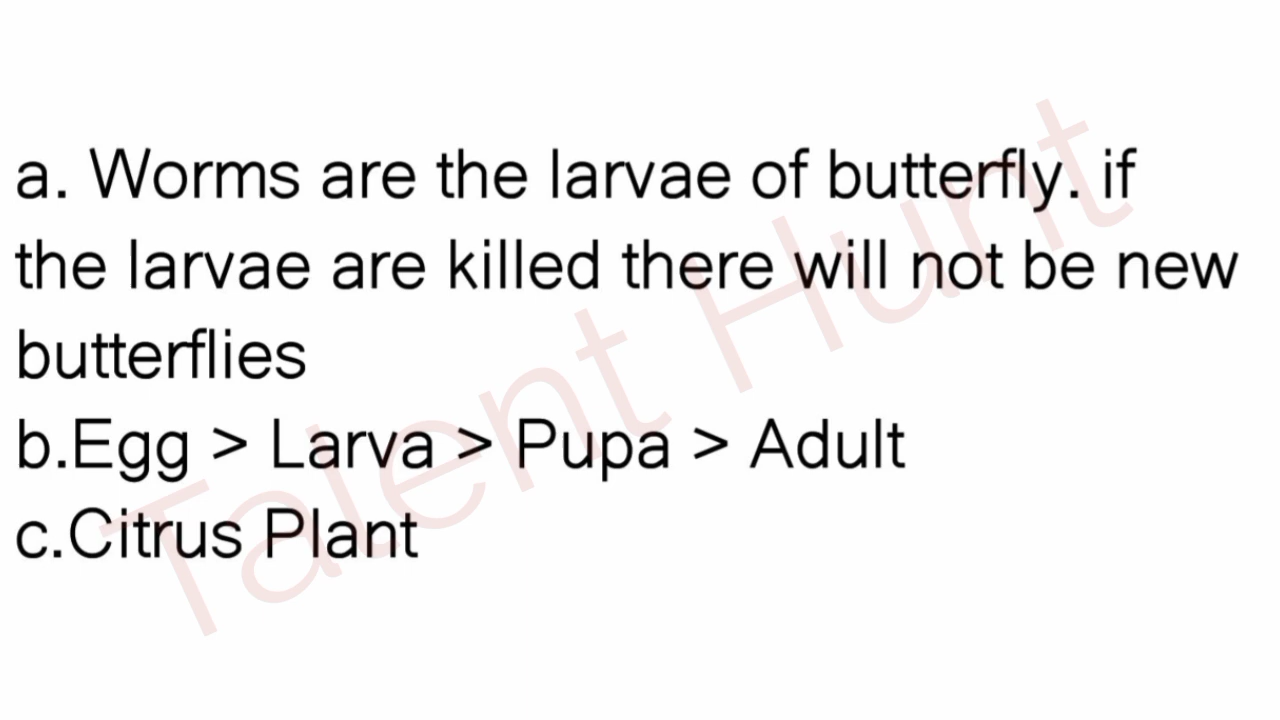 a. Worms are the larvae of butterfly. if
the larvae are killed there will not be new
butterflies
b.Egg > Larva > Pupa > Adult
c.Citrus Plant
Talent Hunt